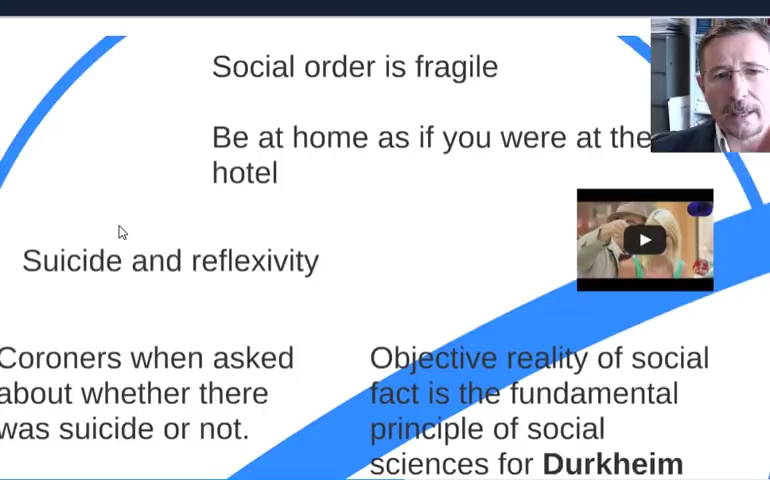 Social order is fragile
Be at home as if you were at the
hotel
Suicide and reflexivity
Coroners when asked
about whether there
was suicide or not.
Objective reality of social
fact is the fundamental
principle of social
sciences for Durkheim